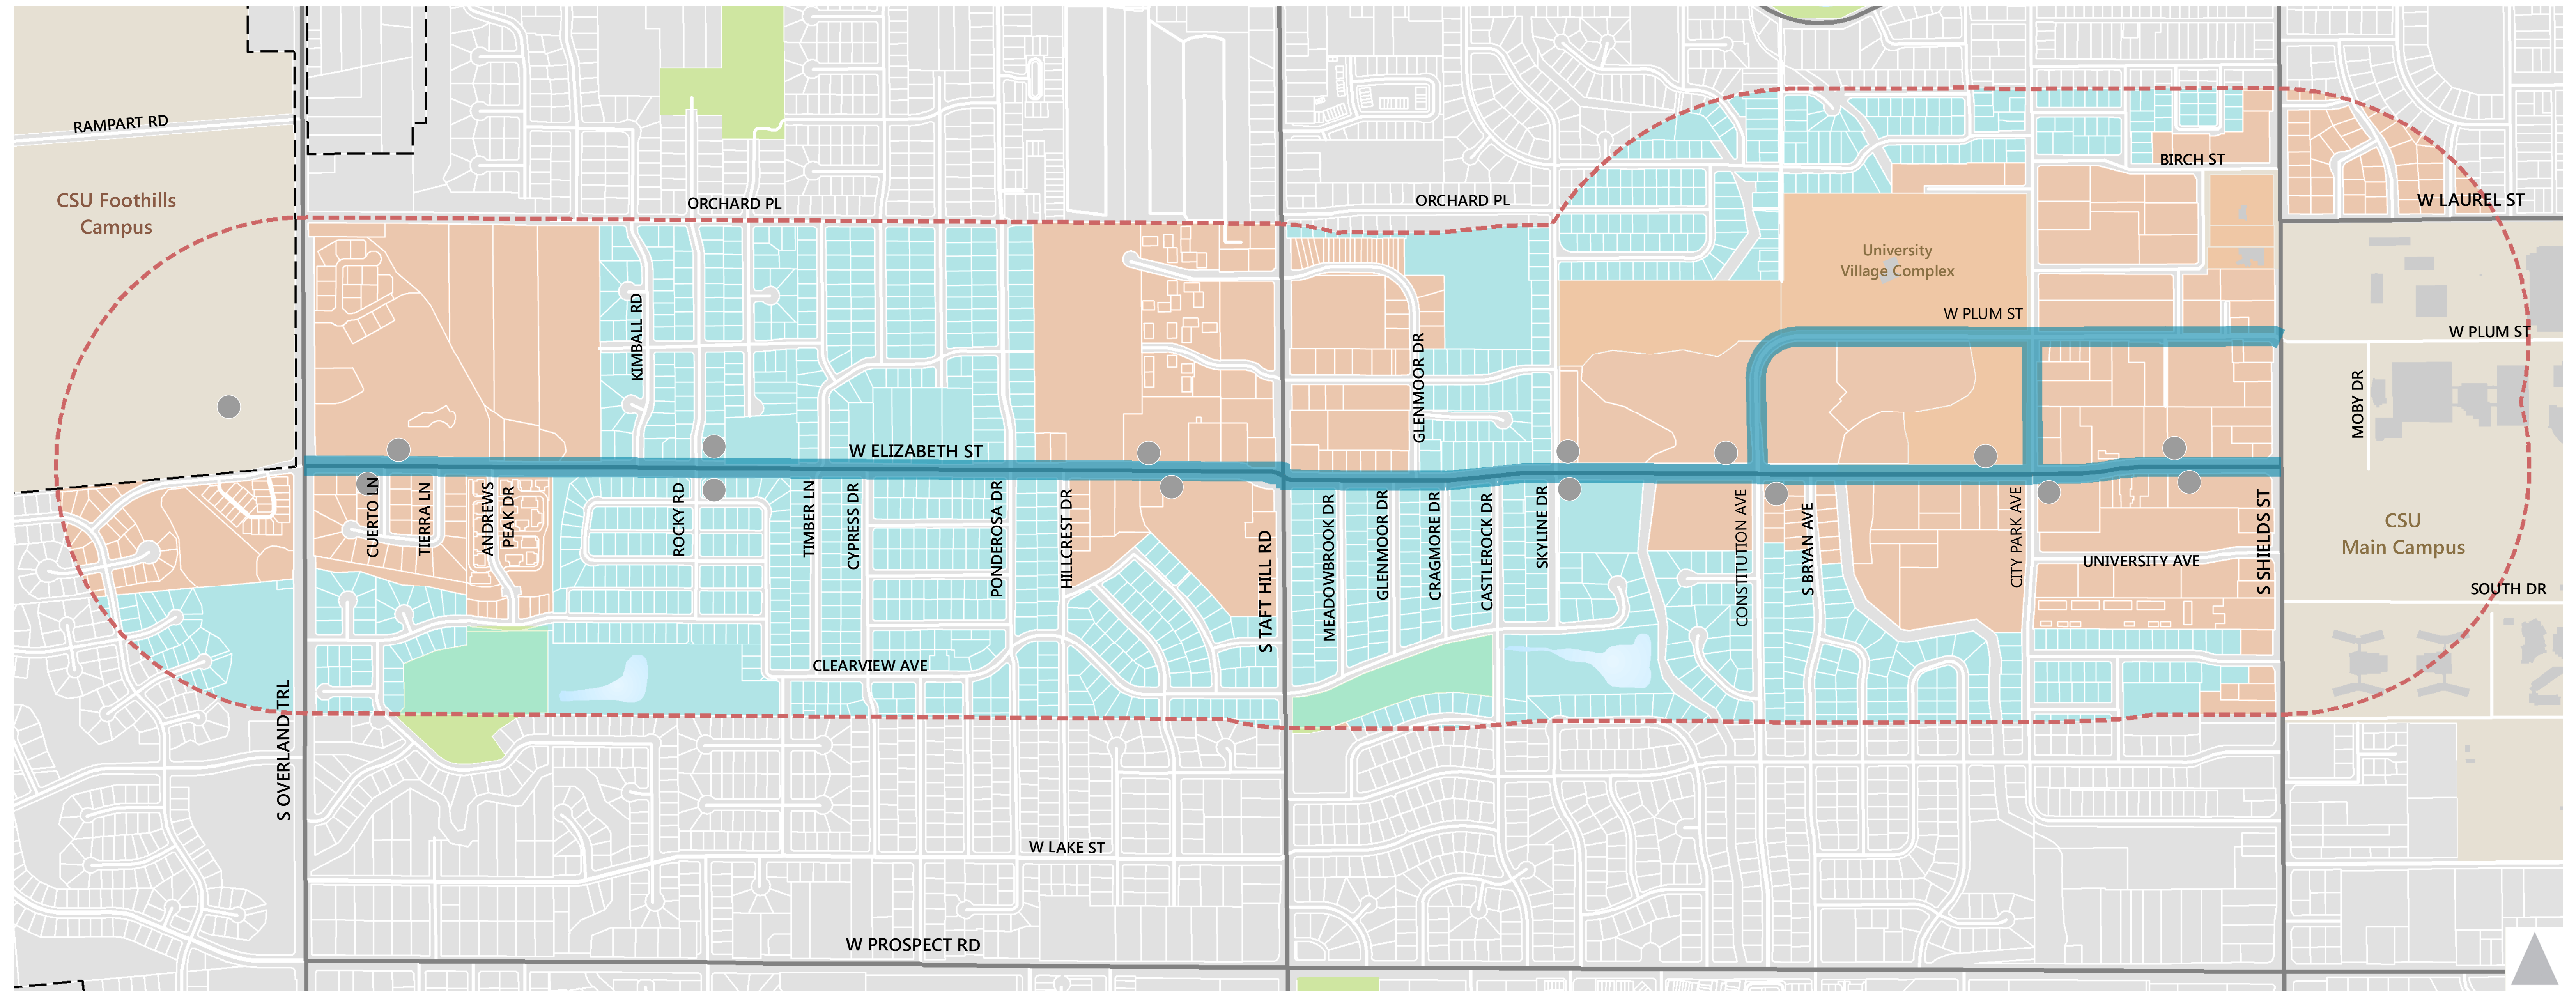 RAMPART RD
BIRCH ST
CSU Foothills
Campus
ORCHARD PL
ORCHARD PL
W LAUREL ST
University
Village Complex
W PLUM ST
W PLUM ST
KIMBALL RD
GLENMOOR DR
MOBY DR
W ELIZABETH ST
CUERTO LN
TIERRA LN
ANDREWS
PEAK DR
ROCKY RD
TIMBER LN
CYPRESS DR
PONDEROSA DR
HILLCREST DR
S TAFT HILL RD
MEADOWBROOK DR
GLENMOOR DR
CRAGMORE DR
CASTLEROCK DR
SKYLINE DR
CONSTITUTION AVE
S BRYAN AVE
CITY PARK AVE
UNIVERSITY AVE
S SHIELDS ST
CSU
Main Campus
SOUTH DR
CLEARVIEW AVE
S OVERLAND TRL
W LAKE ST
W PROSPECT RD